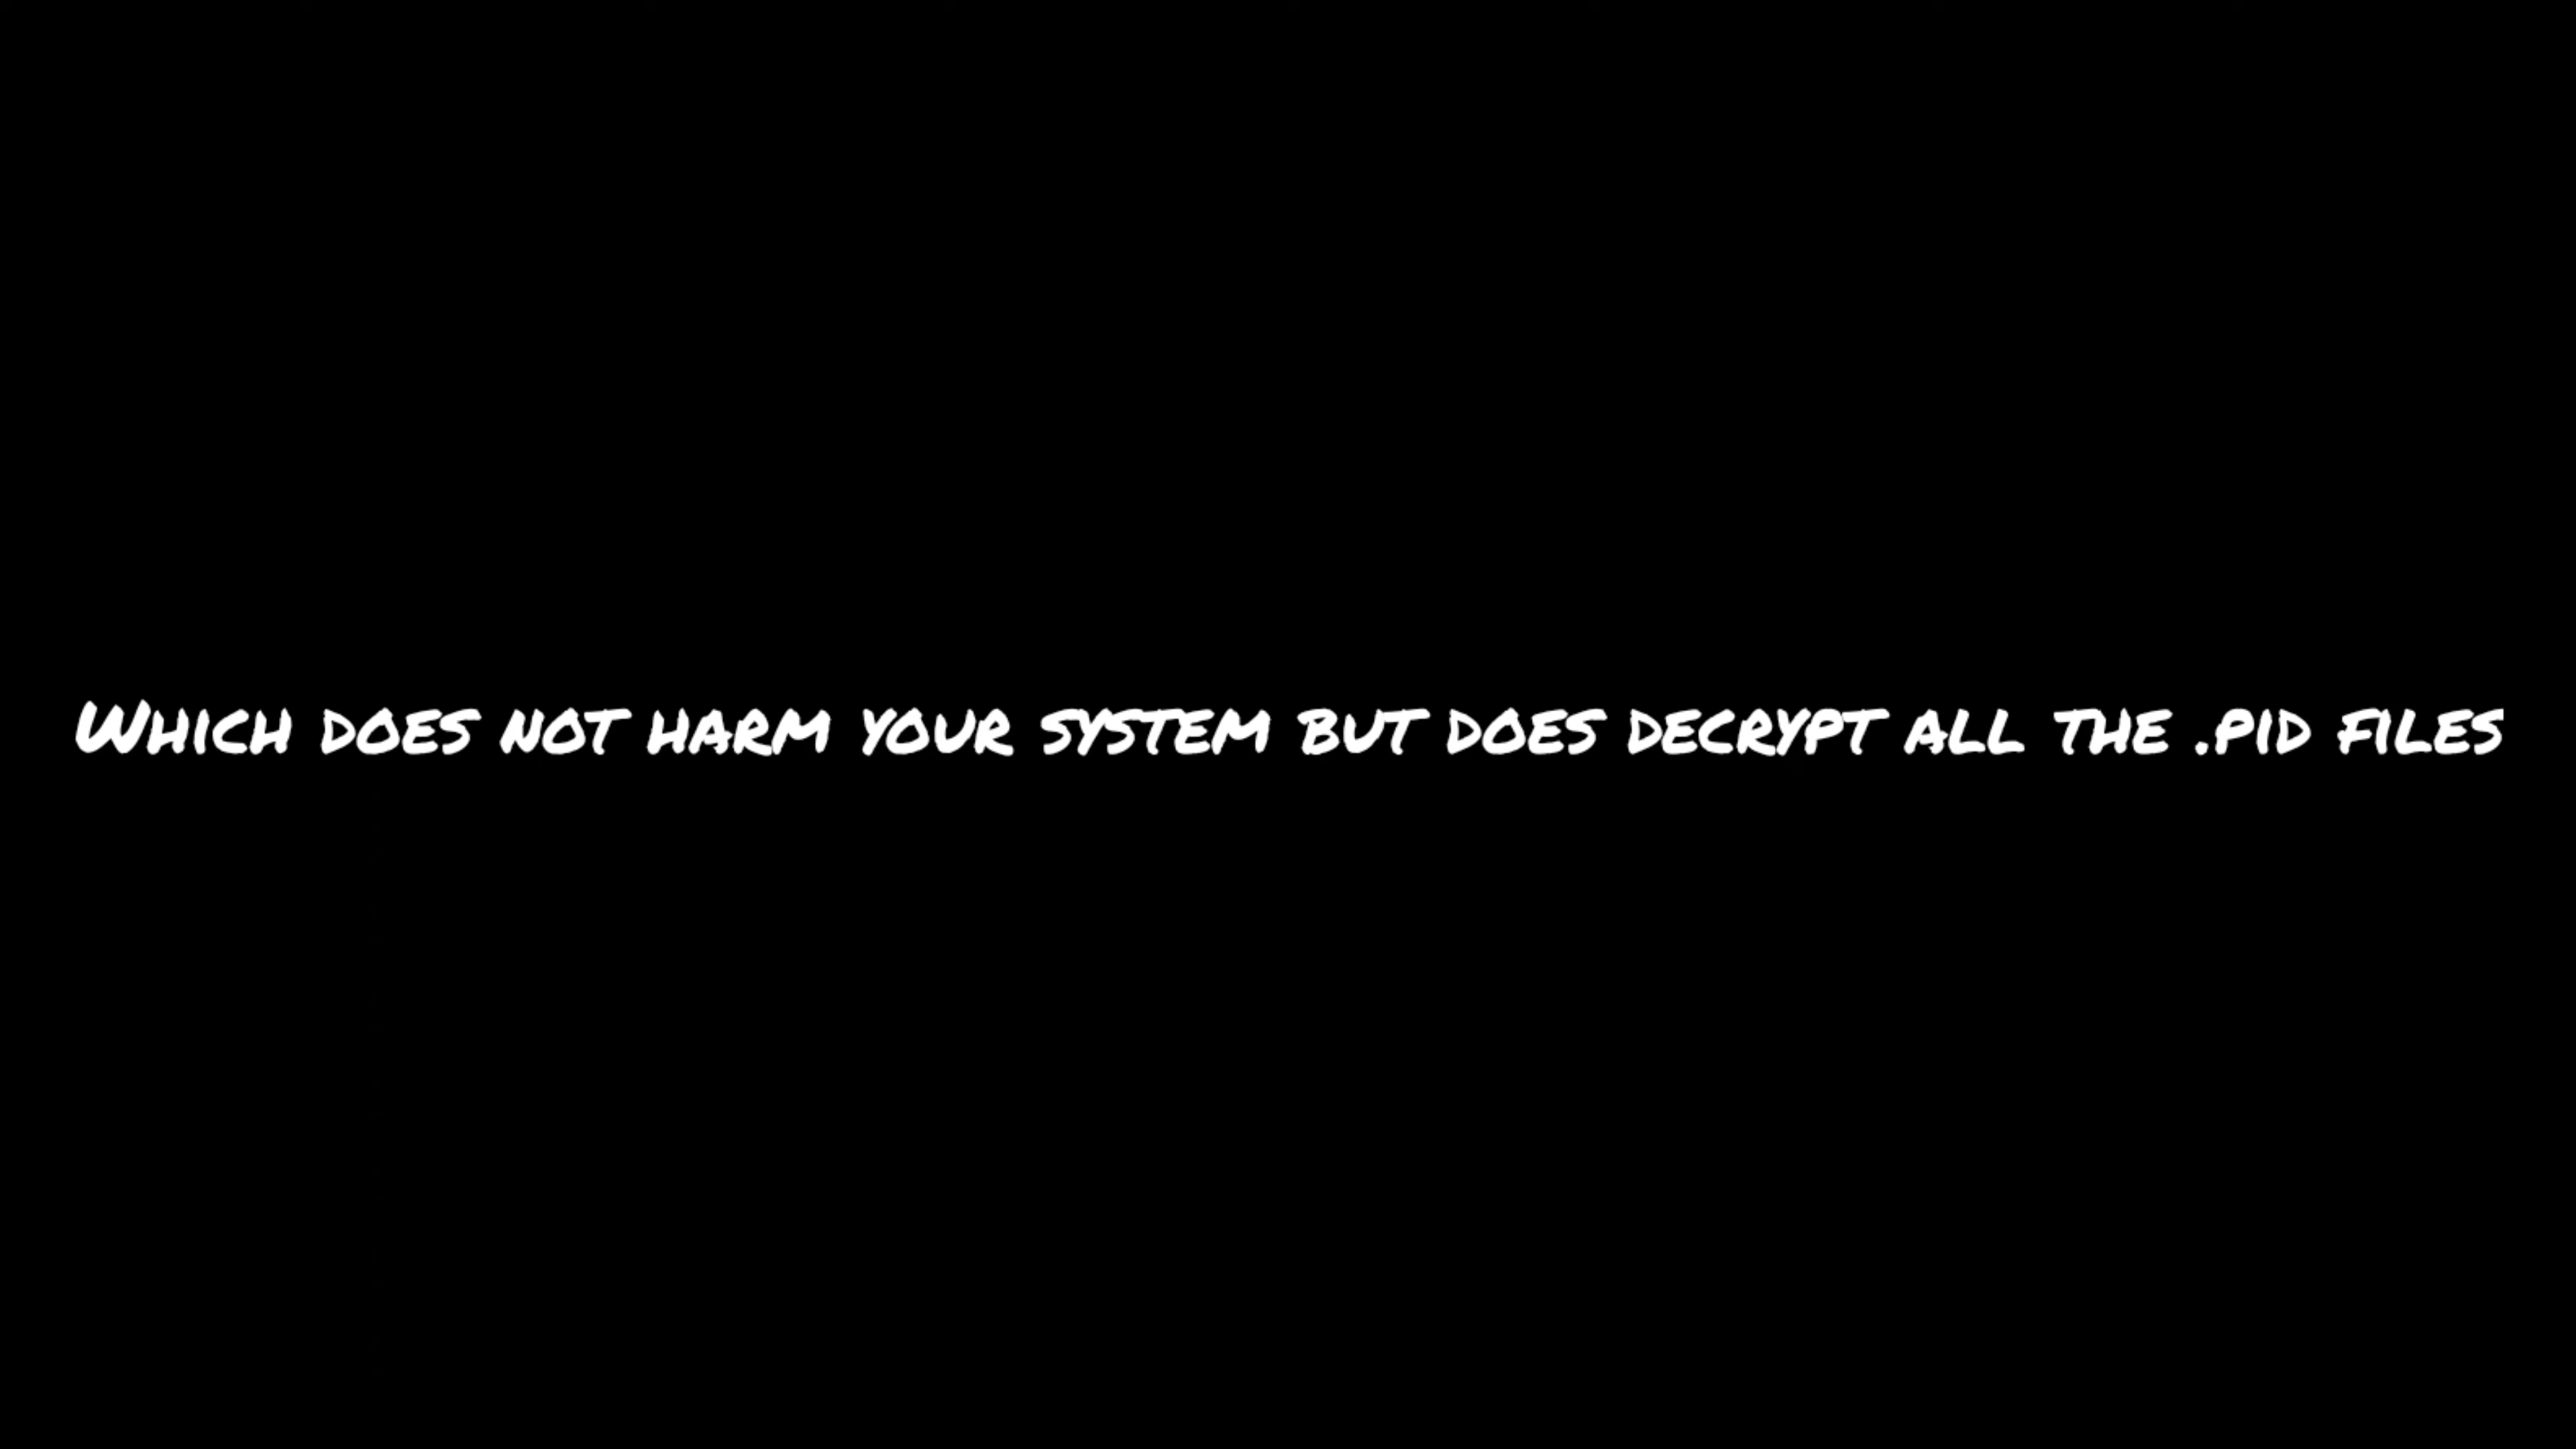 Which does not harm your system but does decrypt all the .pid files